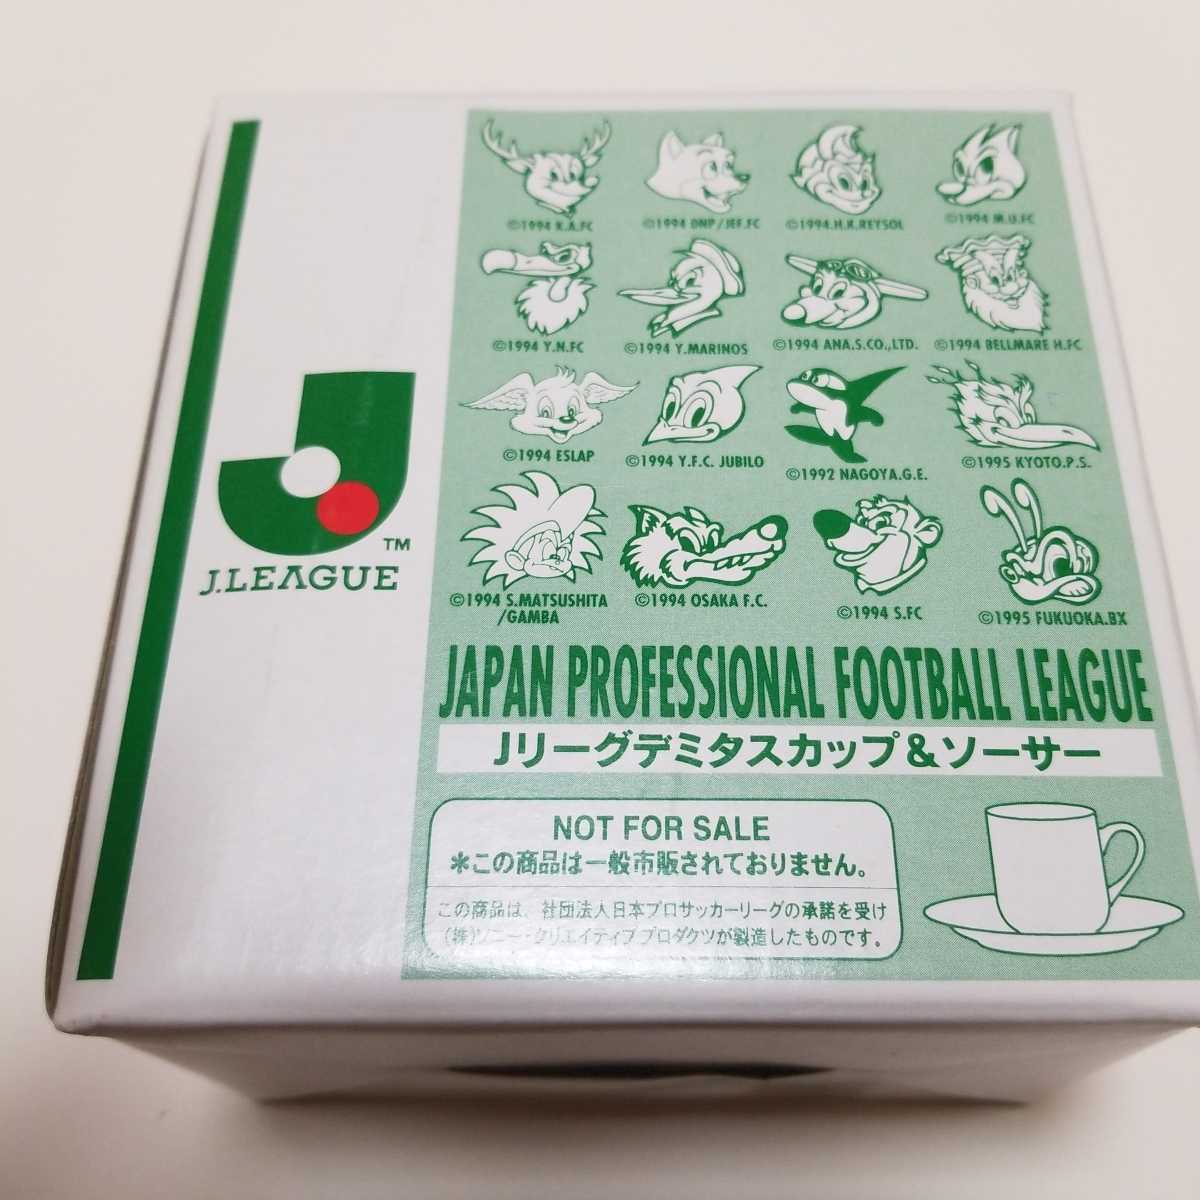 ©1994 K.A.FC
©1994 DNP/JEF.FC
©1994.H.K.REYSOL
©1994 M.U.FC
©1994 Y.N.FC
©1994 Y.MARINOS
©1994 ANA.S.CO.,LTD.
©1994 BELLMARE H.FC
©1994 ESLAP
©1994 Y.F.C. JUBILO
©1992 NAGOYA.G.E.
©1995 KYOTO.P.S.
©1994 S.MATSUSHITA
/GAMBA
©1994 OSAKA F.C.
©1994 S.FC
©1995 FUKUOKA.BX
TM
J.LEAGUE
JAPAN PROFESSIONAL FOOTBALL LEAGUE
Jリーグデミタスカップ&ソーサー
NOT FOR SALE
*この商品は一般市販されておりません。
この商品は、社団法人日本プロサッカーリーグの承諾を受け
(株)ソニー・クリエイティブプロダクツが製造したものです。